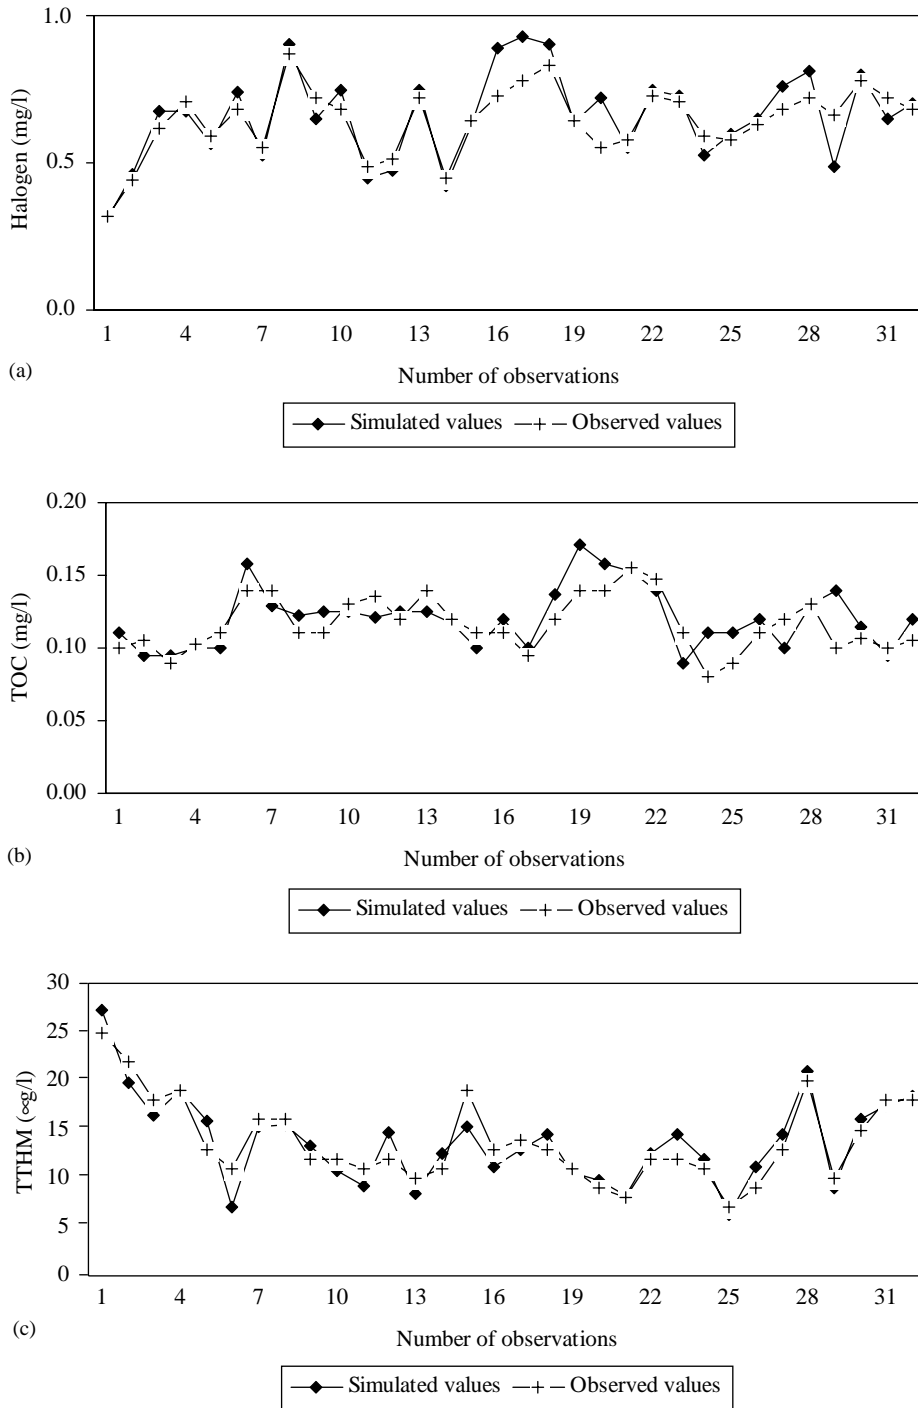 1.0
0.5
0.0
Halogen (mg/l)
1 4 7 10 13 16 19 22 25 28 31
(a)
Number of observations
Simulated values Observed values
0.20
0.15
0.10
0.05
0.00
TOC (mg/l)
1 4 7 10 13 16 19 22 25 28 31
(b)
Number of observations
Simulated values Observed values
30
25
20
15
10
5
0
TTHM (∞g/l)
1 4 7 10 13 16 19 22 25 28 31
(c)
Number of observations
Simulated values Observed values